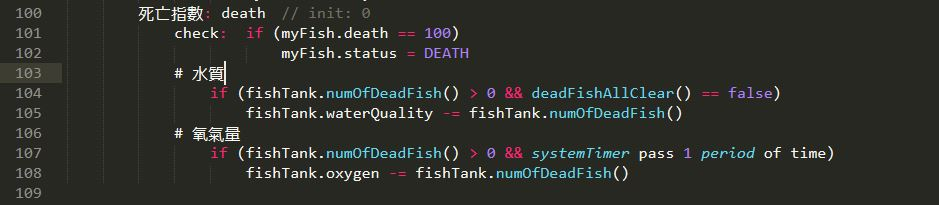 100 死亡指數: death // init: 0
101 check: if (myFish.death == 100)
102 myFish.status = DEATH
103 # 水質
104 if (fishTank.numOfDeadFish() > 0 && deadFishAllClear() == false)
105 fishTank.waterQuality -= fishTank.numOfDeadFish()
106 # 氧氣量
107 if (fishTank.numOfDeadFish() > 0 && systemTimer pass 1 period of time)
108 fishTank.oxygen -= fishTank.numOfDeadFish()
109